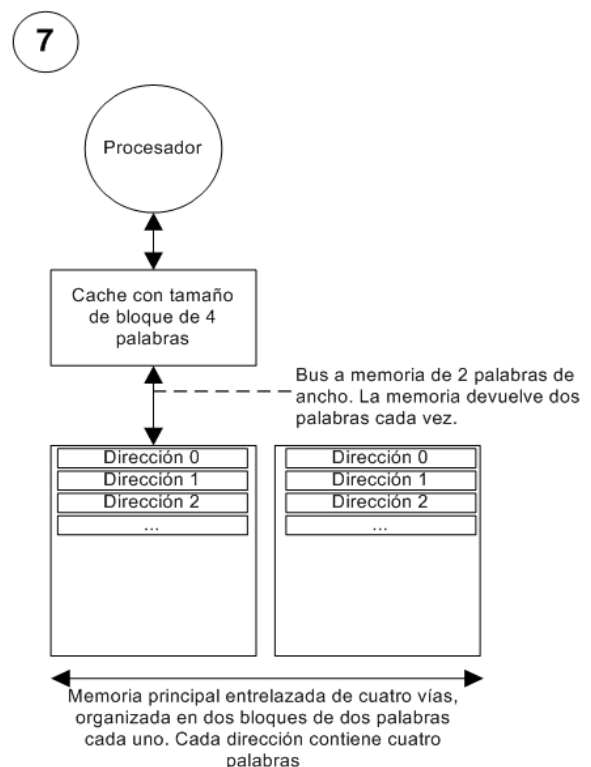 7
Procesador
Cache con tamaño
de bloque de 4
palabras
Bus a memoria de 2 palabras de
ancho. La memoria devuelve dos
palabras cada vez.
Dirección 0
Dirección 1
Dirección 2
...
Dirección 0
Dirección 1
Dirección 2
...
Memoria principal entrelazada de cuatro vías,
organizada en dos bloques de dos palabras
cada uno. Cada dirección contiene cuatro
palabras